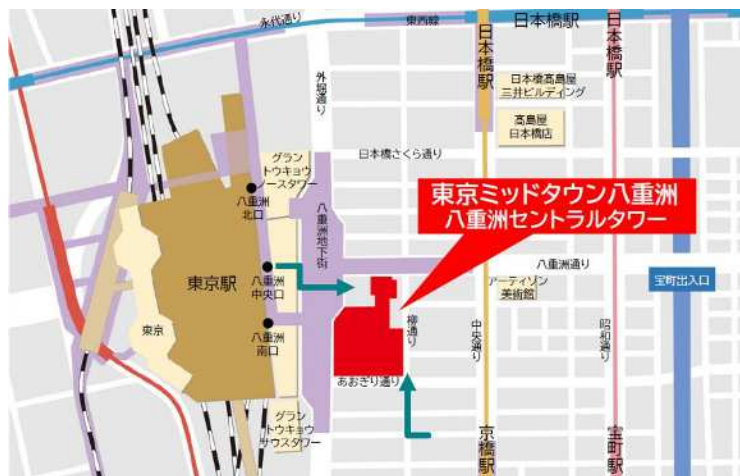 永代通り
東西線
日本橋駅
日本橋駅
日本橋駅
外堀通り
日本橋髙島屋
三井ビルディング
髙島屋
日本橋店
日本橋さくら通り
グラン
トウキョウ
ノースタワー
八重洲
北口
八重洲地下街
東京ミッドタウン八重洲
八重洲セントラルタワー
東京駅
八重洲
中央口
八重洲通り
アーティゾン
美術館
宝町出入口
東京
八重洲
南口
柳通り
中央通り
昭和通り
あおぎり通り
グラン
トウキョウ
サウスタワー
京橋駅
宝町駅